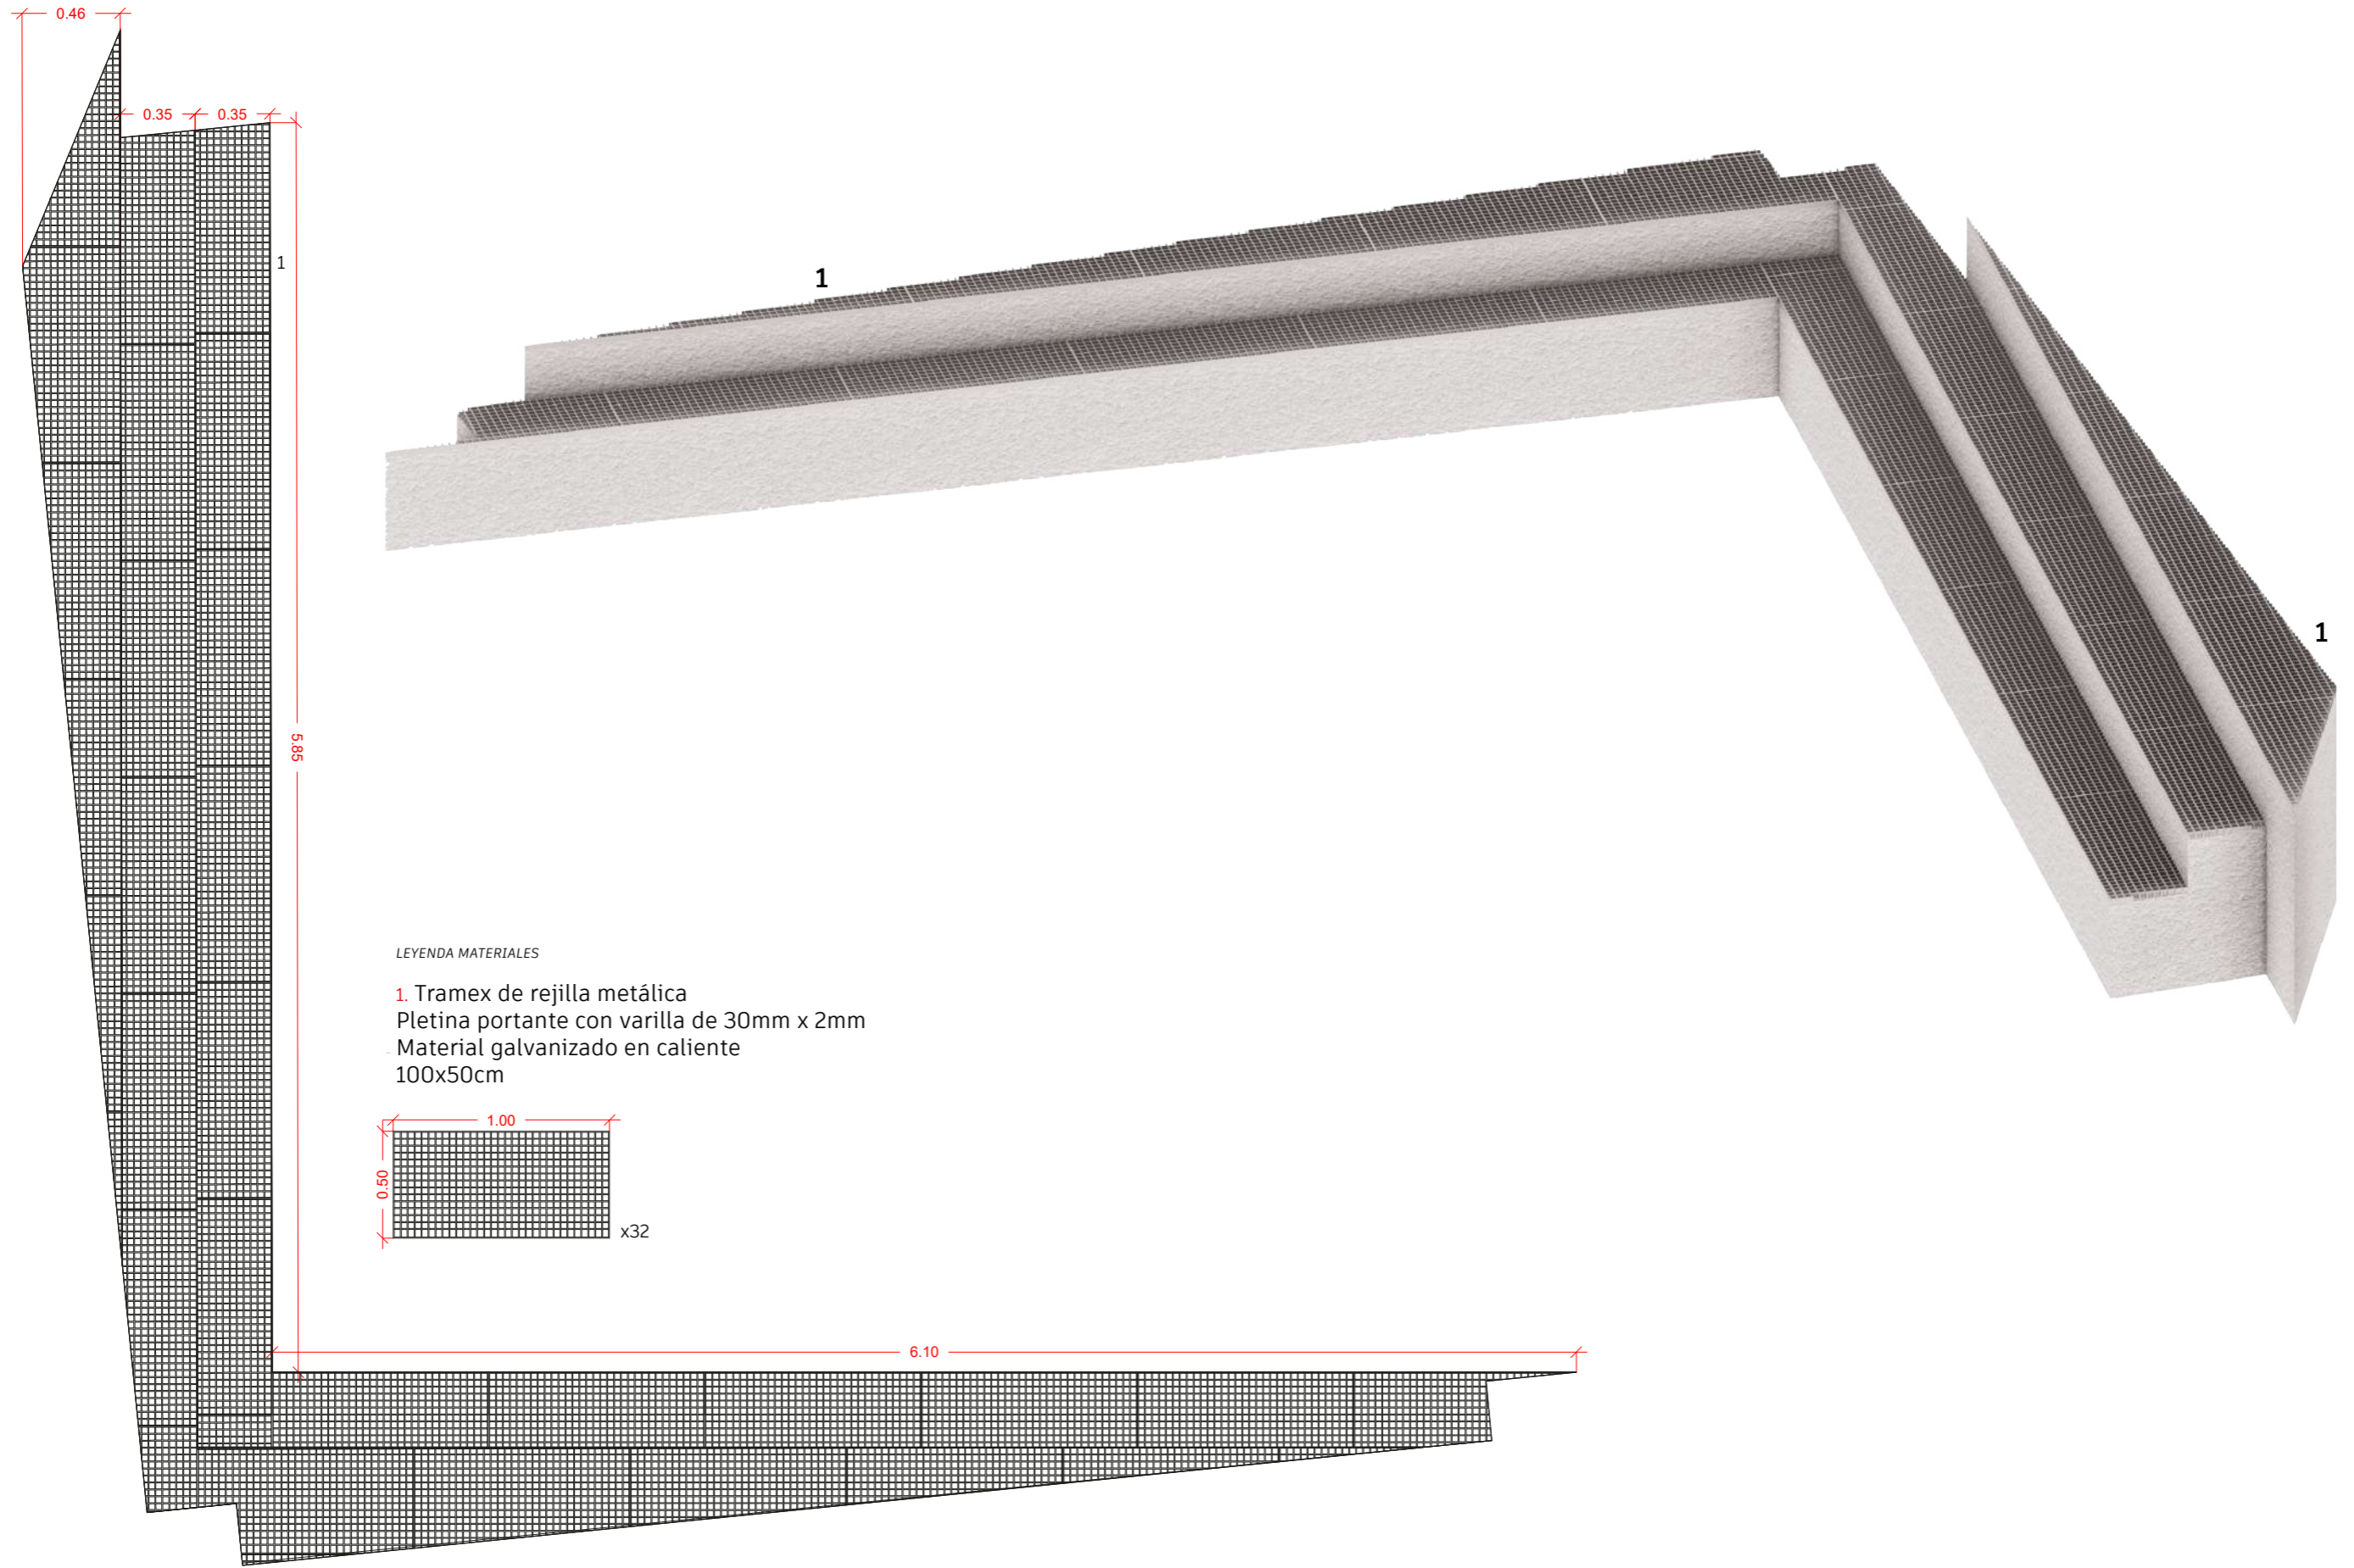 0.46
0.35
0.35
1
1
1
5.85
LEYENDA MATERIALES
1. Tramex de rejilla metálica
Pletina portante con varilla de 30mm x 2mm
Material galvanizado en caliente
100x50cm
1.00
0.50
x32
6.10